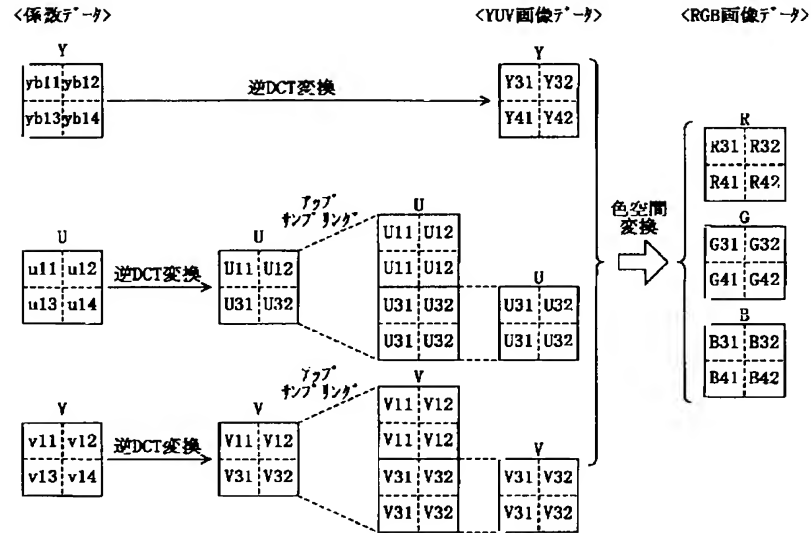 <係数ﾃﾞｰﾀ>
<YUV画像ﾃﾞｰﾀ>
<RGB画像ﾃﾞｰﾀ>
Y
yb11 yb12
yb13 yb14
逆DCT変換
Y
Y31 Y32
Y41 Y42
U
u11 u12
u13 u14
逆DCT変換
U
U11 U12
U31 U32
ｱｯﾌﾟ
ｻﾝﾌﾟﾘﾝｸﾞ
U
U11 U12
U11 U12
U31 U32
U31 U32
U
U31 U32
U31 U32
V
v11 v12
v13 v14
逆DCT変換
V
V11 V12
V31 V32
ｱｯﾌﾟ
ｻﾝﾌﾟﾘﾝｸﾞ
V
V11 V12
V11 V12
V31 V32
V31 V32
V
V31 V32
V31 V32
色空間
変換
R
R31 R32
R41 R42
G
G31 G32
G41 G42
B
B31 B32
B41 B42